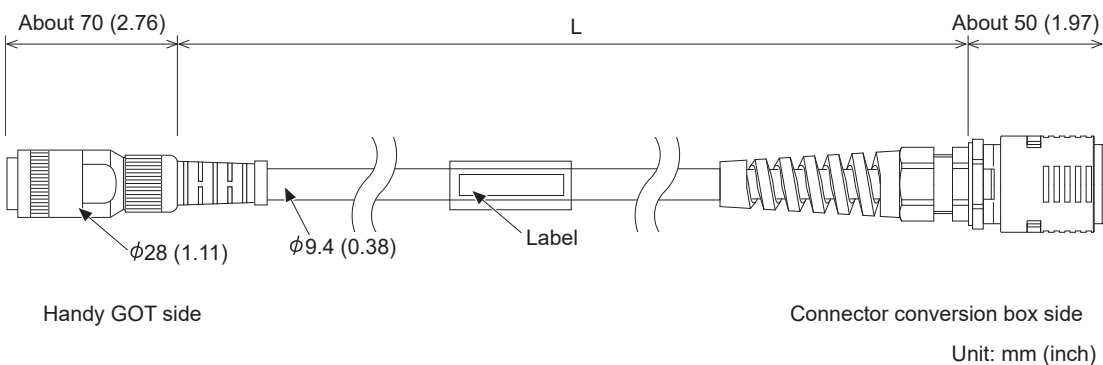 About 70 (2.76)
L
About 50 (1.97)
ϕ28 (1.11)
ϕ9.4 (0.38)
Label
Handy GOT side
Connector conversion box side
Unit: mm (inch)